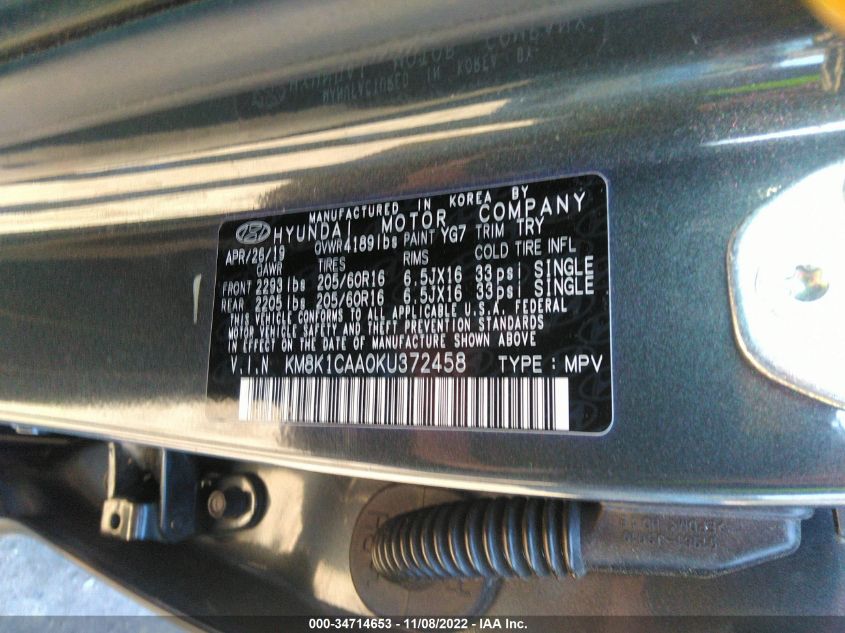 MANUFACTURED IN KOREA BY
HYUNDAI MOTOR COMPANY
APR/26/19 GVWR 4189lbs PAINT YG7 TRIM TRY
GAWR TIRES RIMS COLD TIRE INFL
FRONT 2293lbs 205/60R16 6.5JX16 33psi SINGLE
REAR 2205lbs 205/60R16 6.5JX16 33psi SINGLE
THIS VEHICLE CONFORMS TO ALL APPLICABLE U.S.A. FEDERAL
MOTOR VEHICLE SAFETY AND THEFT PREVENTION STANDARDS
IN EFFECT ON THE DATE OF MANUFACTURE SHOWN ABOVE.
V.I.N KM8K1CAA0KU372458 TYPE : MPV
000-34714653 - 11/08/2022 - IAA Inc.